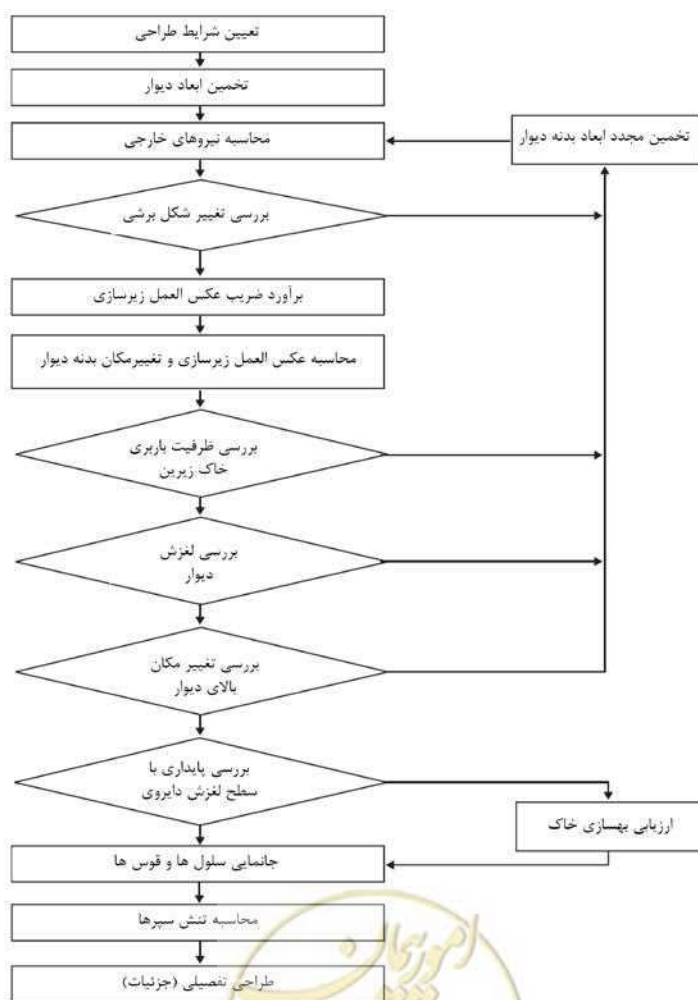 تعیین شرایط طراحی
تخمین ابعاد دیوار
محاسبه نیروهای خارجی
تخمین مجدد ابعاد بدنه دیوار
بررسی تغییر شکل برشی
برآورد ضریب عکس العمل زیرسازی
محاسبه عکس العمل زیرسازی و تغییرمکان بدنه دیوار
بررسی ظرفیت باربری
خاک زیرین
بررسی لغزش
دیوار
بررسی تغییر مکان
بالای دیوار
بررسی پایداری با
سطح لغزش دایروی
ارزیابی بهسازی خاک
جانمایی سلول ها و قوس ها
محاسبه تنش سپرها
طراحی تفصیلی (جزئیات)
امور پیمان